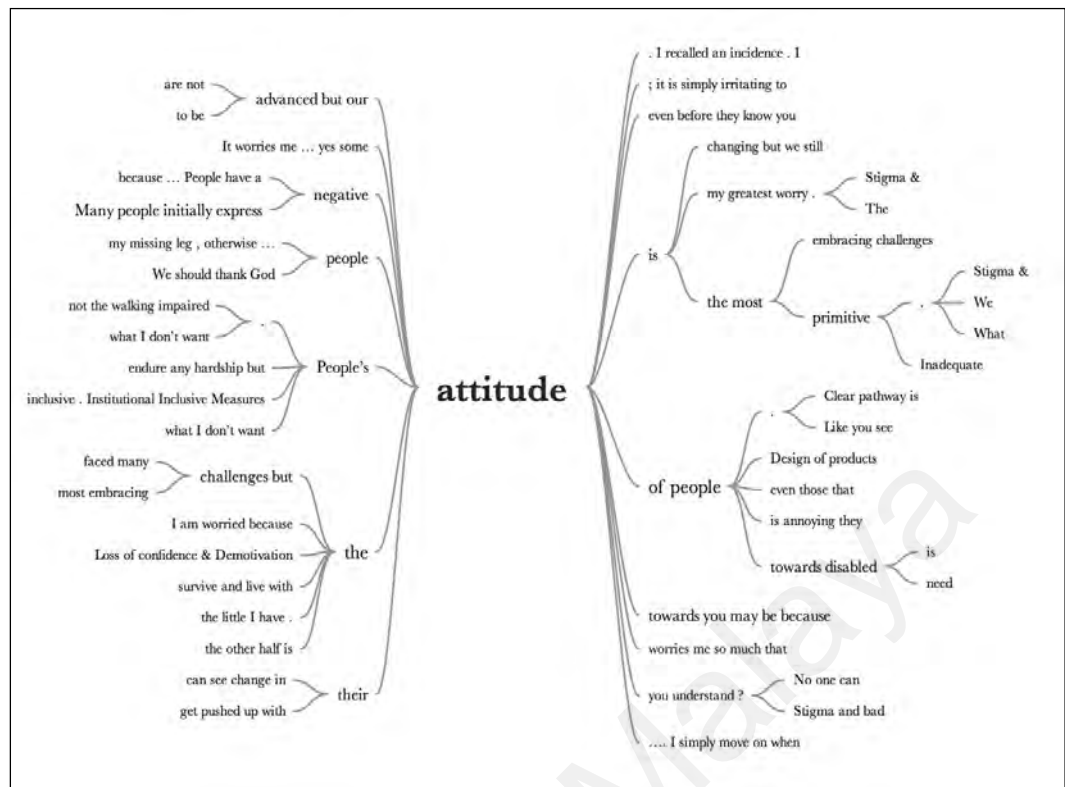 are not
to be
advanced but our
It worries me … yes some
because … People have a
Many people initially express
negative
my missing leg , otherwise …
We should thank God
people
not the walking impaired
what I don't want
.
endure any hardship but
inclusive . Institutional Inclusive Measures
what I don't want
People's
faced many
most embracing
challenges but
I am worried because
Loss of confidence & Demotivation
survive and live with
the little I have .
the other half is
the
can see change in
get pushed up with
their
attitude
. I recalled an incidence . I
; it is simply irritating to
even before they know you
is
changing but we still
my greatest worry .
Stigma &
The
the most
embracing challenges
primitive
.
Stigma &
We
What
Inadequate
of people
.
Clear pathway is
Like you see
Design of products
even those that
is annoying they
towards disabled
is
need
towards you may be because
worries me so much that
you understand ?
No one can
Stigma and bad
…. I simply move on when
Malaya